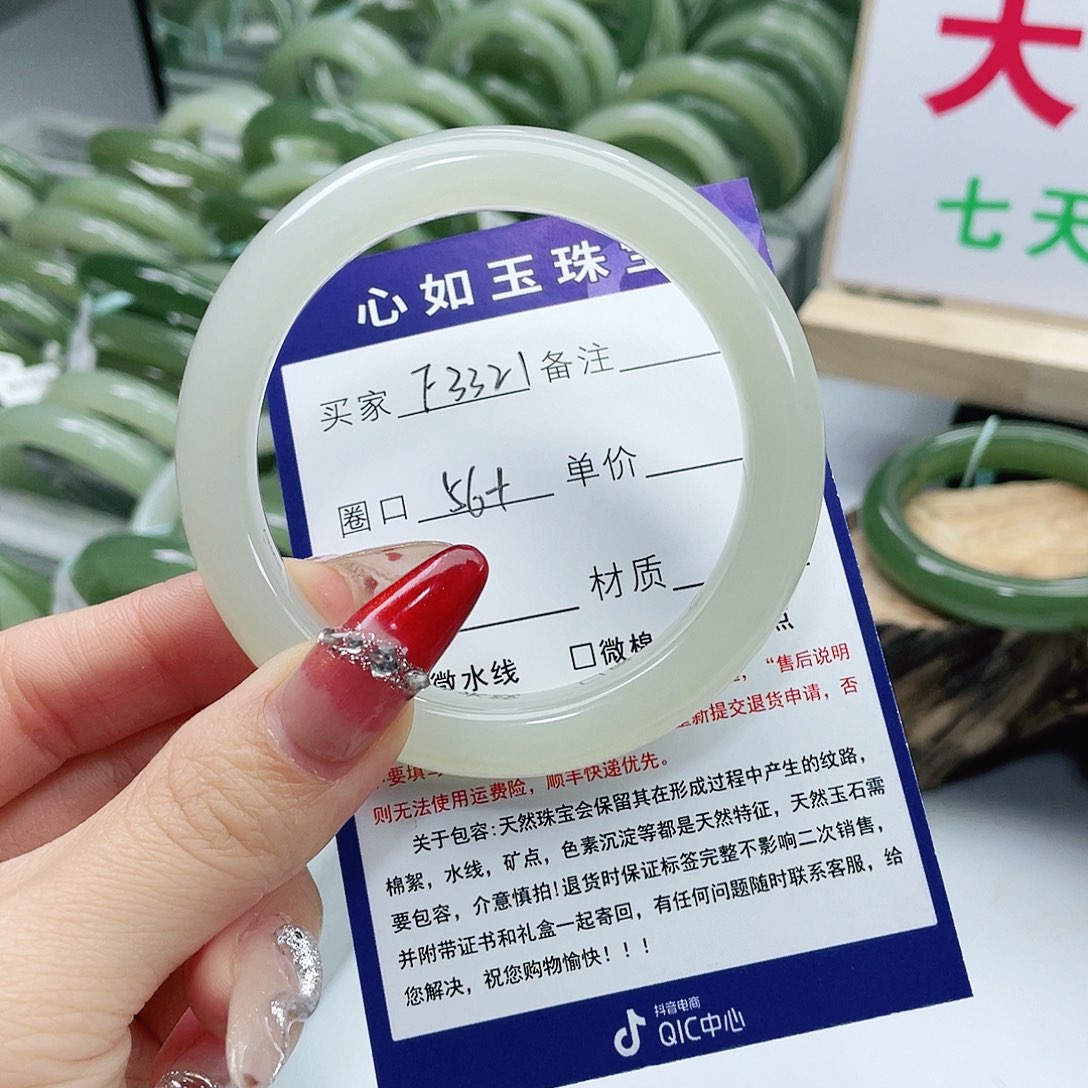 大
七天
心如玉珠宝
买家 F3321 备注
圈口 56+ 单价
材质
微水线 □微棉 点
"售后说明
新提交退货申请，否
则无法使用运费险，顺丰快递优先。
关于包容:天然珠宝会保留其在形成过程中产生的纹路，
棉絮，水线，矿点，色素沉淀等都是天然特征，天然玉石需
要包容，介意慎拍!退货时保证标签完整不影响二次销售，
并附带证书和礼盒一起寄回，有任何问题随时联系客服，给
您解决，祝您购物愉快！！！
抖音电商
QIC中心